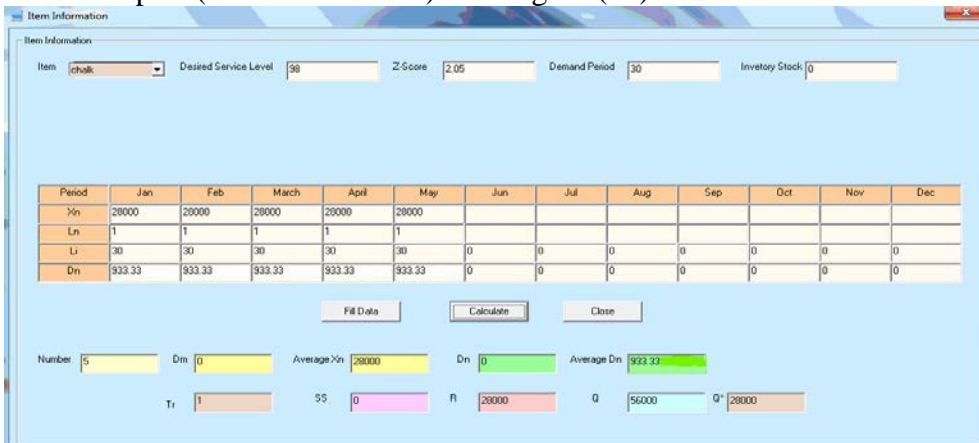 Item Information
Item Information
Item chalk Desired Service Level 98 Z-Score 2.05 Demand Period 30 Invetory Stock 0
Period Jan Feb March April May Jun Jul Aug Sep Oct Nov Dec
Xn 28000 28000 28000 28000 28000
Ln 1 1 1 1 1
Li 30 30 30 30 30 0 0 0 0 0 0 0
Dn 933.33 933.33 933.33 933.33 933.33 0 0 0 0 0 0 0
Fill Data Calculate Close
Number 5 Dm 0 Average Xn 28000 Dn 0 Average Dn 933.33
Tr 1 SS 0 R 28000 Q 56000 Q* 28000